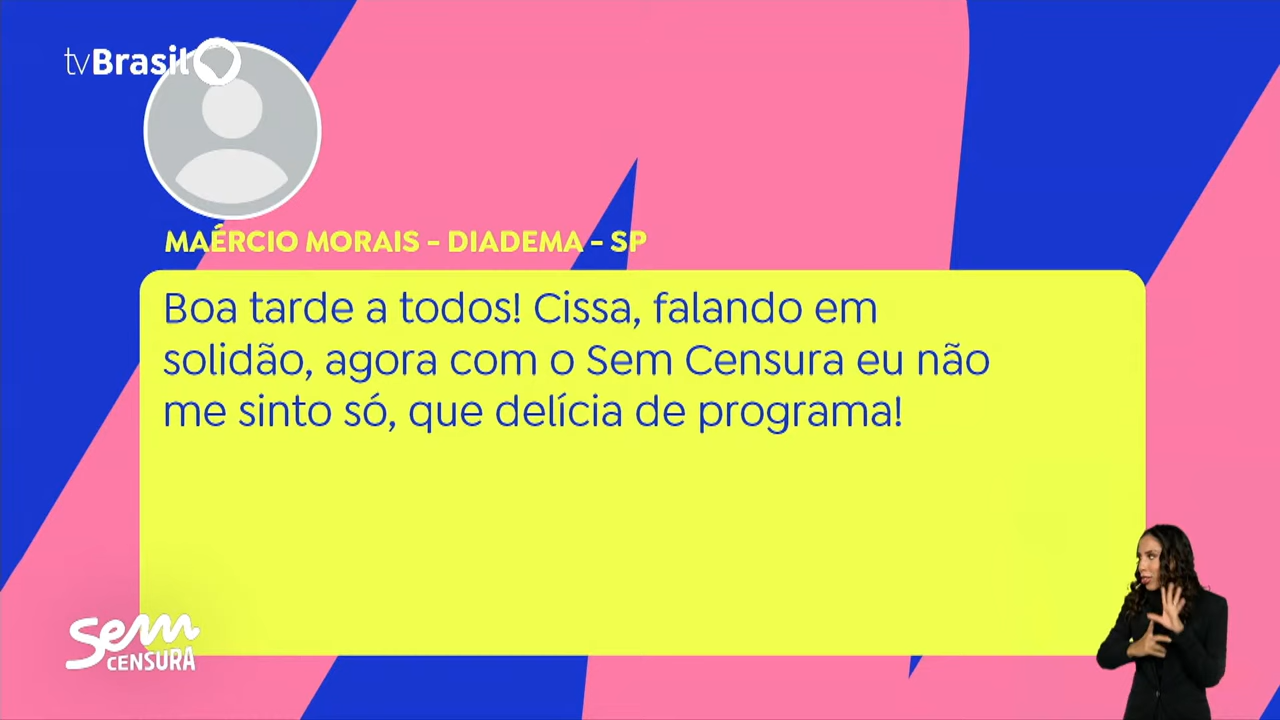 tvBrasil
MAÉRCIO MORAIS - DIADEMA - SP
Boa tarde a todos! Cissa, falando em
solidão, agora com o Sem Censura eu não
me sinto só, que delícia de programa!
Sem
CENSURA